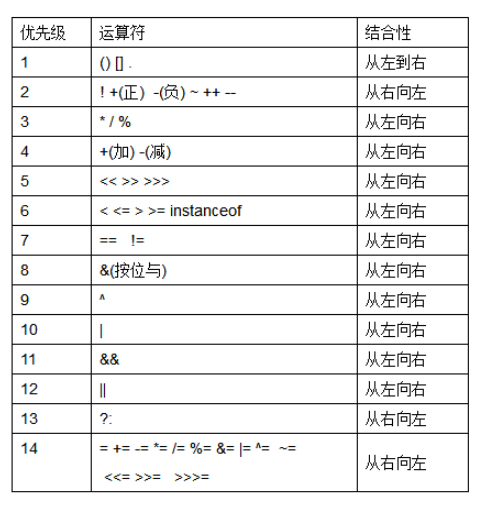 优先级 运算符 结合性
1 () [] . 从左到右
2 ! +(正) -(负) ~ ++ -- 从右向左
3 * / % 从左向右
4 +(加) -(减) 从左向右
5 << >> >>> 从左向右
6 < <= > >= instanceof 从左向右
7 == != 从左向右
8 &(按位与) 从左向右
9 ^ 从左向右
10 | 从左向右
11 && 从左向右
12 || 从左向右
13 ?: 从右向左
14 = += -= *= /= %= &= |= ^= ~=
<<= >>= >>>= 从右向左